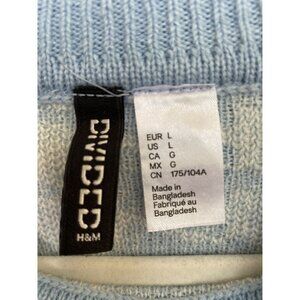 DIVIDED
H&M
EUR L
US L
CA G
MX G
CN 175/104A
Made in
Bangladesh
Fabriqué au
Bangladesh